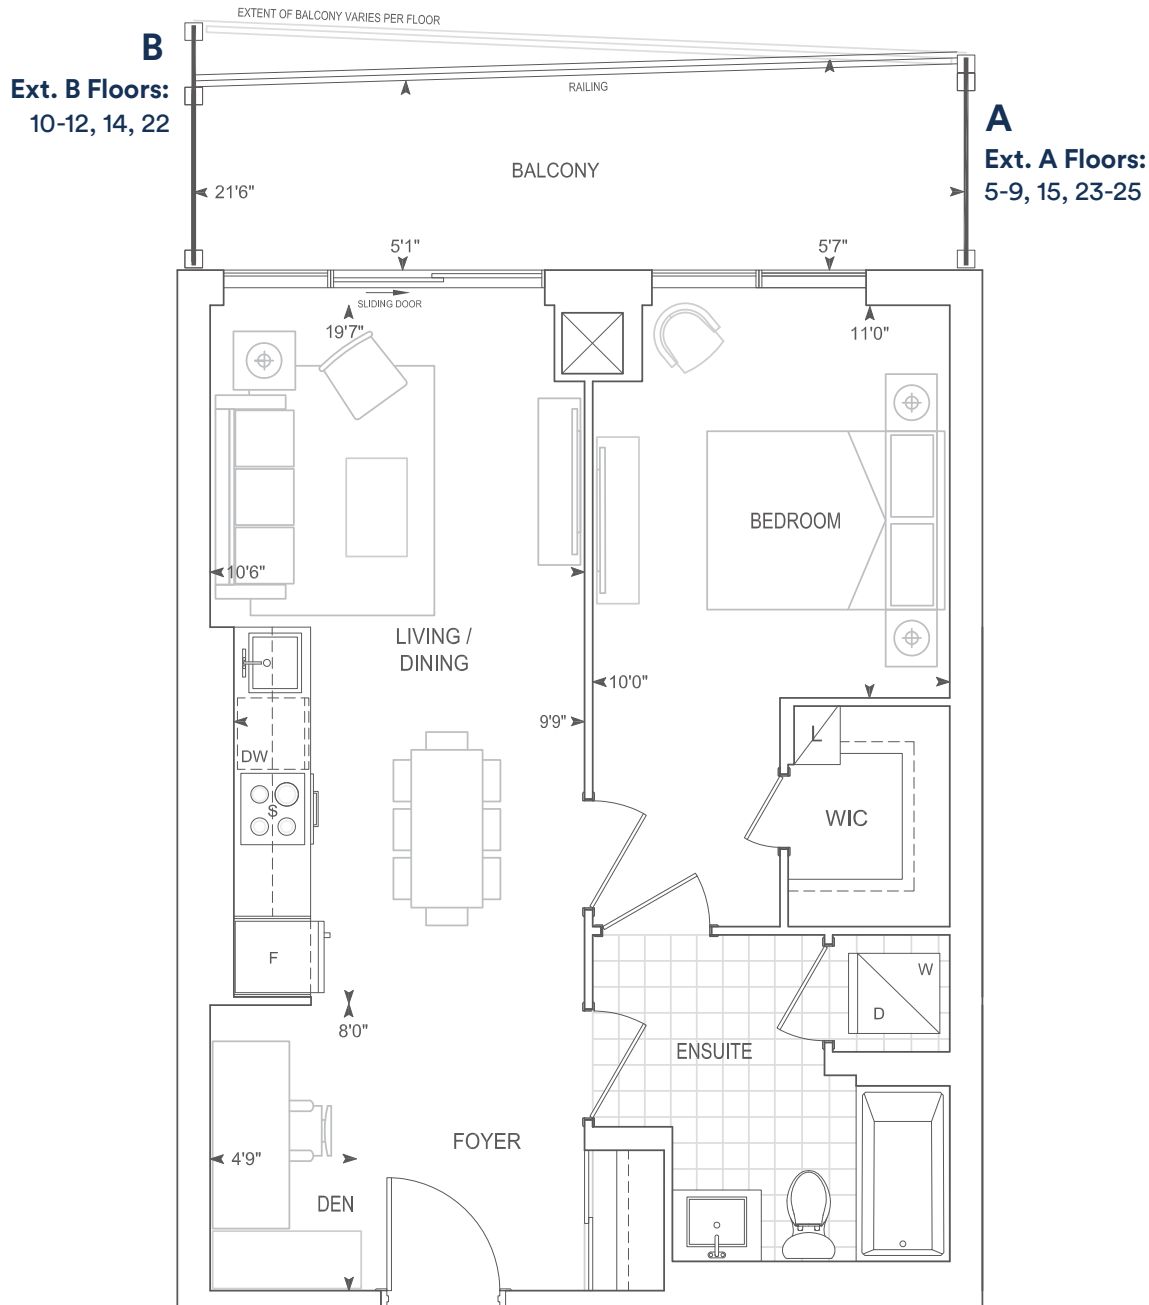 EXTENT OF BALCONY VARIES PER FLOOR
B
Ext. B Floors:
10-12, 14, 22
RAILING
A
Ext. A Floors:
5-9, 15, 23-25
BALCONY
21'6"
5'1"
5'7"
SLIDING DOOR
19'7"
11'0"
BEDROOM
10'6"
LIVING /
DINING
10'0"
9'9"
DW
L
S
WIC
F
W
D
8'0"
ENSUITE
FOYER
4'9"
DEN